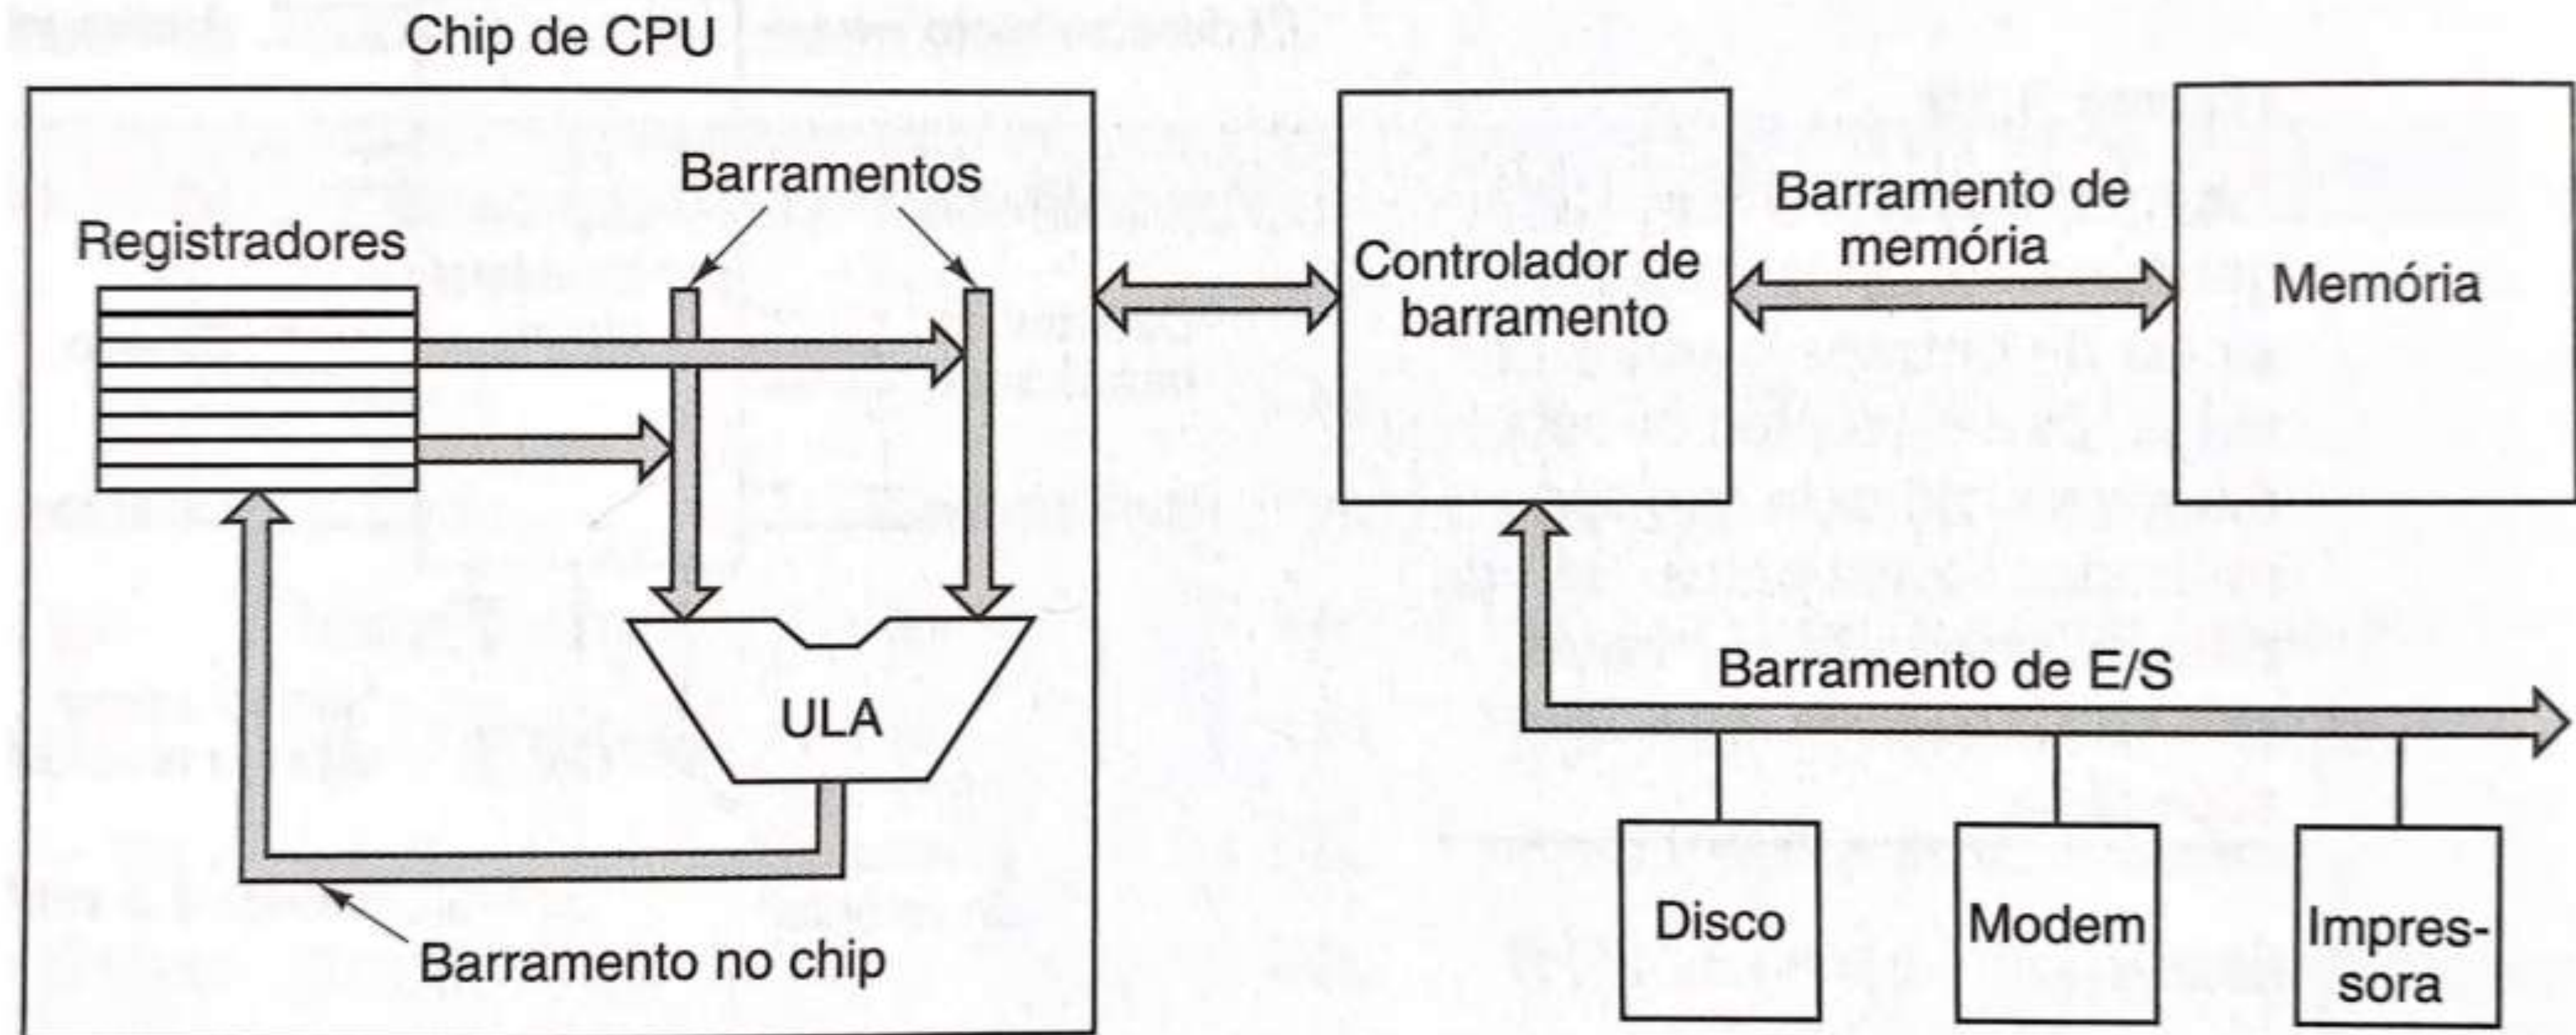 Chip de CPU
Barramentos
Registradores
ULA
Barramento no chip
Controlador de
barramento
Barramento de
memória
Memória
Barramento de E/S
Disco
Modem
Impres-
sora